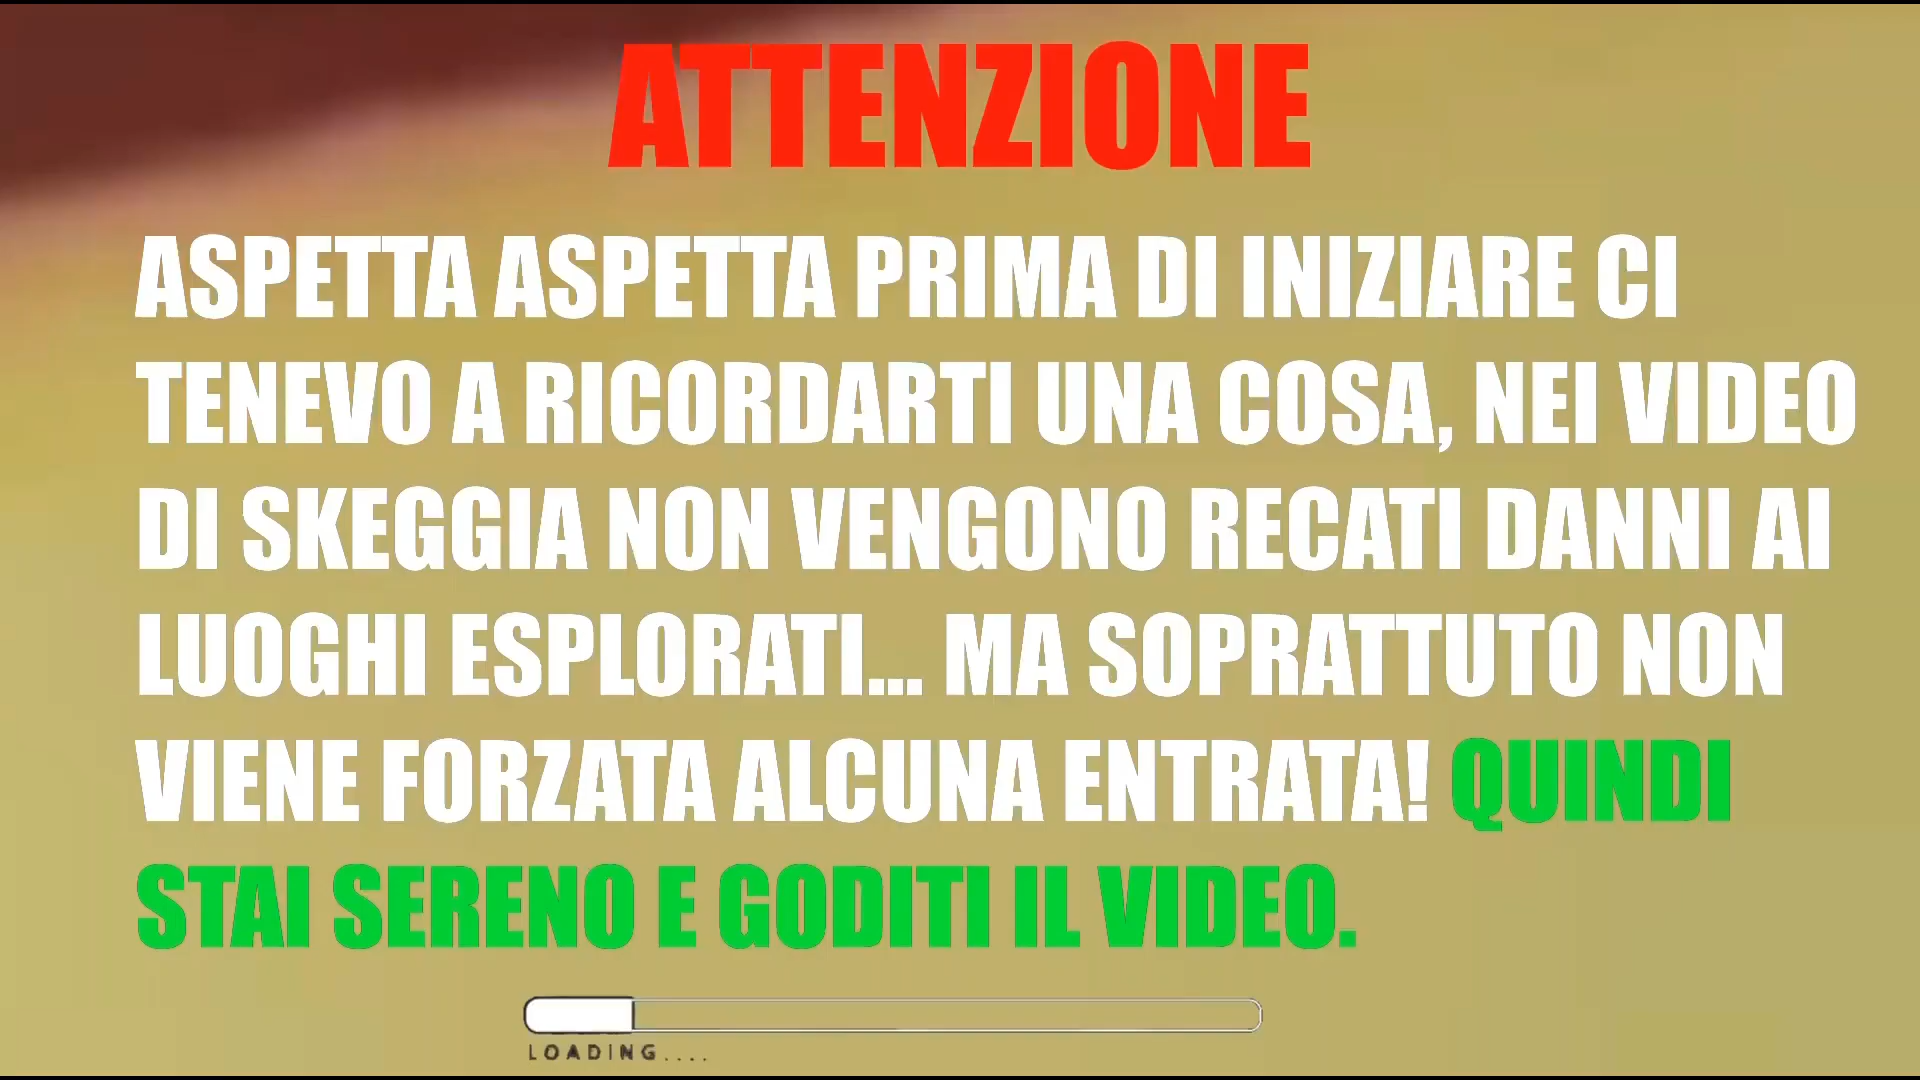 ATTENZIONE
ASPETTA ASPETTA PRIMA DI INIZIARE CI
TENEVO A RICORDARTI UNA COSA, NEI VIDEO
DI SKEGGIA NON VENGONO RECATI DANNI AI
LUOGHI ESPLORATI... MA SOPRATTUTO NON
VIENE FORZATA ALCUNA ENTRATA! QUINDI
STAI SERENO E GODITI IL VIDEO.
LOADING....